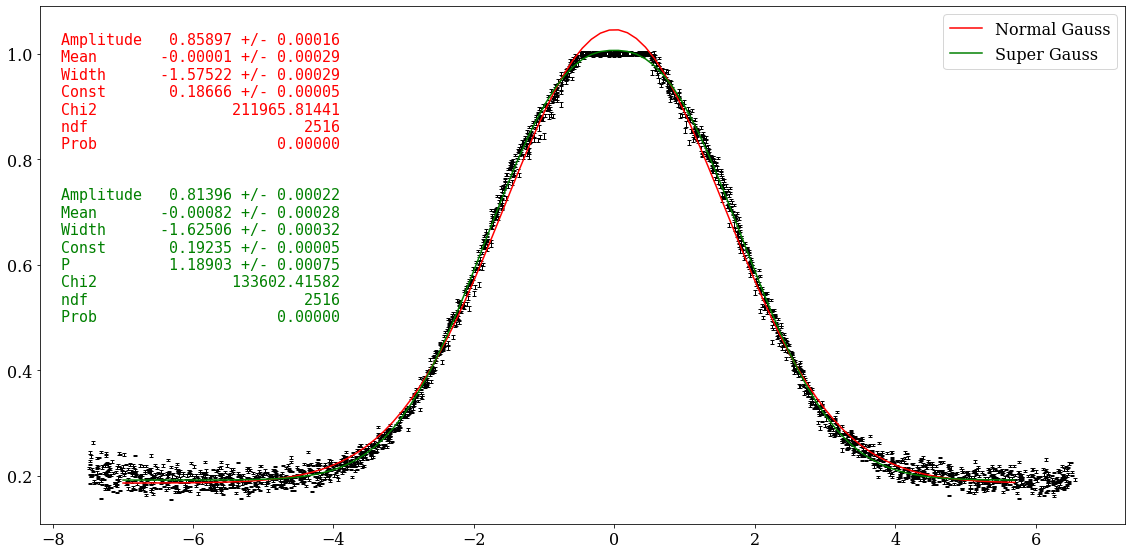 Amplitude 0.85897 +/- 0.00016
Mean -0.00001 +/- 0.00029
Width -1.57522 +/- 0.00029
Const 0.18666 +/- 0.00005
Chi2 211965.81441
ndf 2516
Prob 0.00000
Amplitude 0.81396 +/- 0.00022
Mean -0.00082 +/- 0.00028
Width -1.62506 +/- 0.00032
Const 0.19235 +/- 0.00005
P 1.18903 +/- 0.00075
Chi2 133602.41582
ndf 2516
Prob 0.00000
Normal Gauss
Super Gauss
1.0
0.8
0.6
0.4
0.2
−8 −6 −4 −2 0 2 4 6